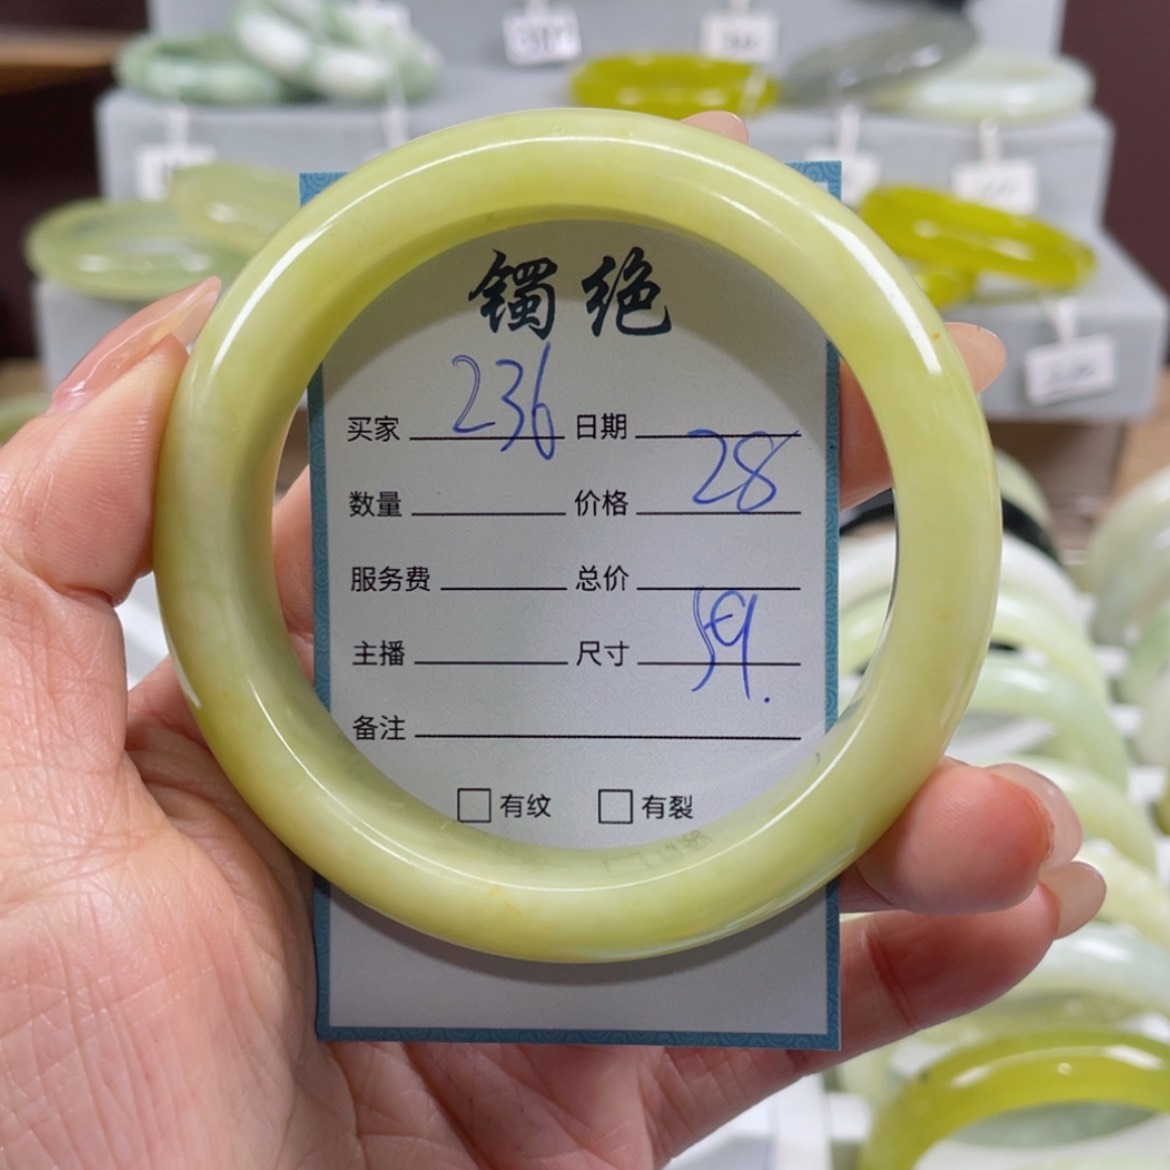 镯绝
买家 236 日期
数量 价格 28
服务费 总价
主播 尺寸 59.
备注
□有纹 □有裂